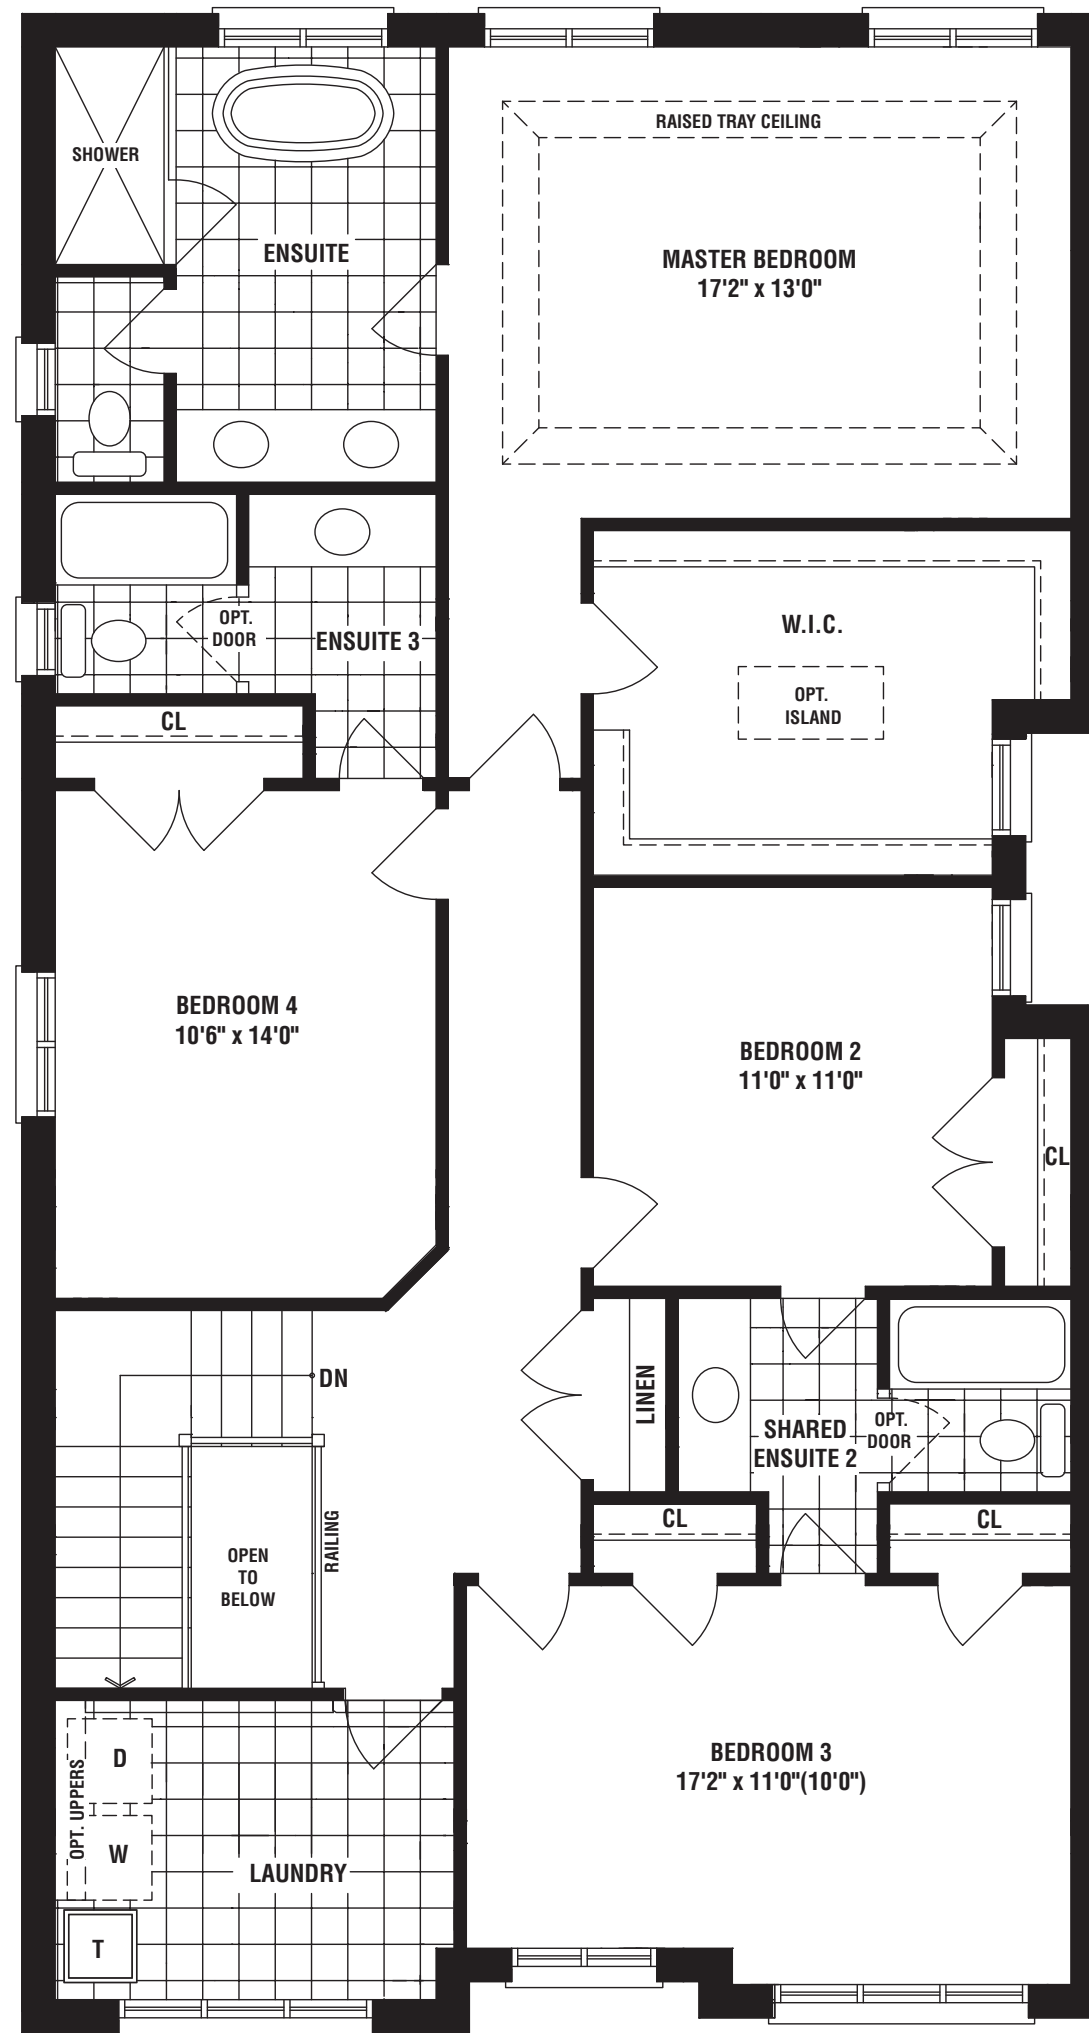 RAISED TRAY CEILING
SHOWER
ENSUITE
MASTER BEDROOM
17'2" x 13'0"
OPT.
DOOR
ENSUITE 3
W.I.C.
OPT.
ISLAND
CL
BEDROOM 4
10'6" x 14'0"
BEDROOM 2
11'0" x 11'0"
CL
DN
LINEN
SHARED
ENSUITE 2
OPT.
DOOR
CL
CL
OPEN
TO
BELOW
RAILING
OPT. UPPERS
D
W
T
LAUNDRY
BEDROOM 3
17'2" x 11'0"(10'0")